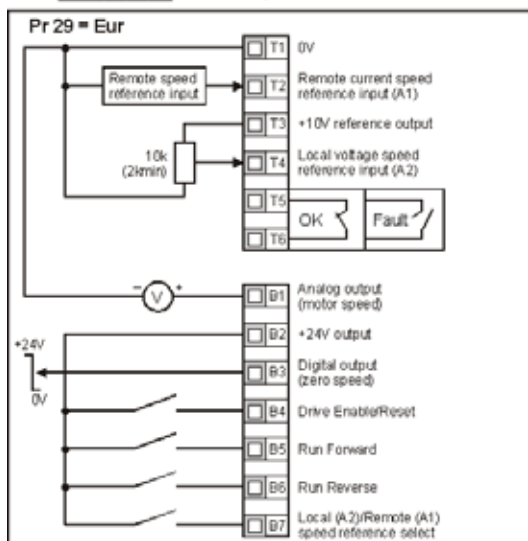 Pr 29 = Eur
T1 0V
Remote speed
reference input
T2 Remote current speed
reference input (A1)
T3 +10V reference output
10k
(2kmin)
T4 Local voltage speed
reference input (A2)
T5
OK Fault
T6
V
B1 Analog output
(motor speed)
B2 +24V output
+24V
0V
B3 Digital output
(zero speed)
B4 Drive Enable/Reset
B5 Run Forward
B6 Run Reverse
B7 Local (A2)/Remote (A1)
speed reference select